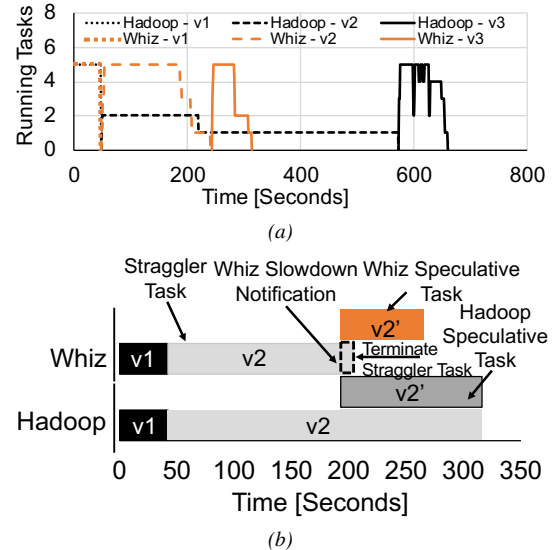 Hadoop - v1 Hadoop - v2 Hadoop - v3
Whiz - v1 Whiz - v2 Whiz - v3
Running Tasks
8
6
4
2
0
0 200 400 600 800
Time [Seconds]
(a)
Straggler Task
Whiz Slowdown Notification
Whiz Speculative Task
Hadoop Speculative Task
v2'
Whiz v1 v2
Terminate
Straggler Task
v2'
Hadoop v1 v2
0 50 100 150 200 250 300 350
Time [Seconds]
(b)